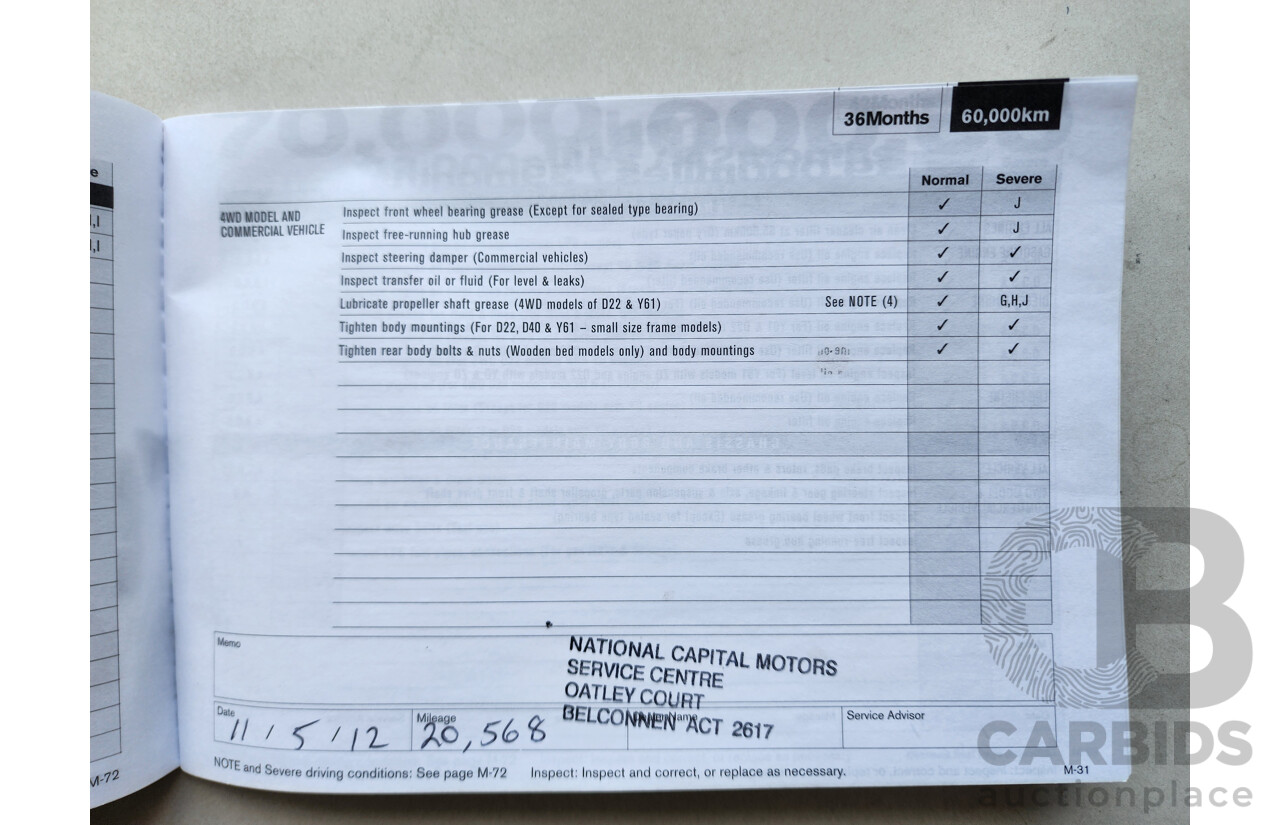 36Months 60,000km
Normal Severe
4WD MODEL AND
COMMERCIAL VEHICLE
Inspect front wheel bearing grease (Except for sealed type bearing) ✓ J
Inspect free-running hub grease ✓ J
Inspect steering damper (Commercial vehicles) ✓ ✓
Inspect transfer oil or fluid (For level & leaks) ✓ ✓
Lubricate propeller shaft grease (4WD models of D22 & Y61) See NOTE (4) ✓ G,H,J
Tighten body mountings (For D22, D40 & Y61 – small size frame models) ✓ ✓
Tighten rear body bolts & nuts (Wooden bed models only) and body mountings ✓ ✓
Memo
NATIONAL CAPITAL MOTORS
SERVICE CENTRE
OATLEY COURT
BELCONNEN ACT 2617
Date 11 / 5 / 12
Mileage 20,568
Service Advisor
NOTE and Severe driving conditions: See page M-72 Inspect: Inspect and correct, or replace as necessary.
M-31
M-72
CB
CARBIDS
auctionplace